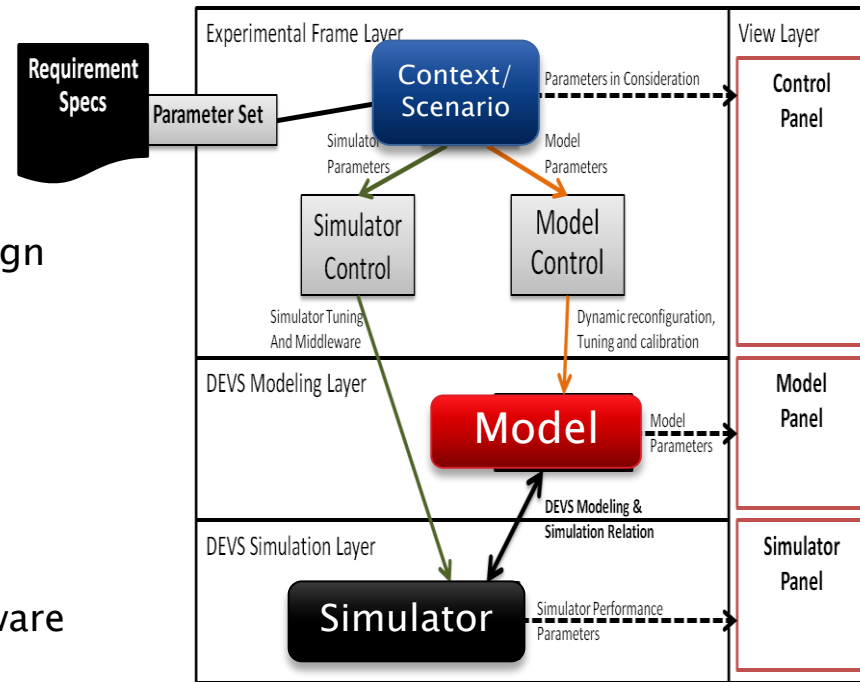 Experimental Frame Layer
View Layer
Requirement
Specs
Parameter Set
Context/
Scenario
Parameters in Consideration
Control
Panel
Simulator
Parameters
Model
Parameters
Simulator
Control
Model
Control
gn
Simulator Tuning
And Middleware
Dynamic reconfiguration,
Tuning and calibration
DEVS Modeling Layer
Model
Panel
Model
Model
Parameters
DEVS Modeling &
Simulation Relation
DEVS Simulation Layer
Simulator
Panel
Simulator
Simulator Performance
Parameters
ware